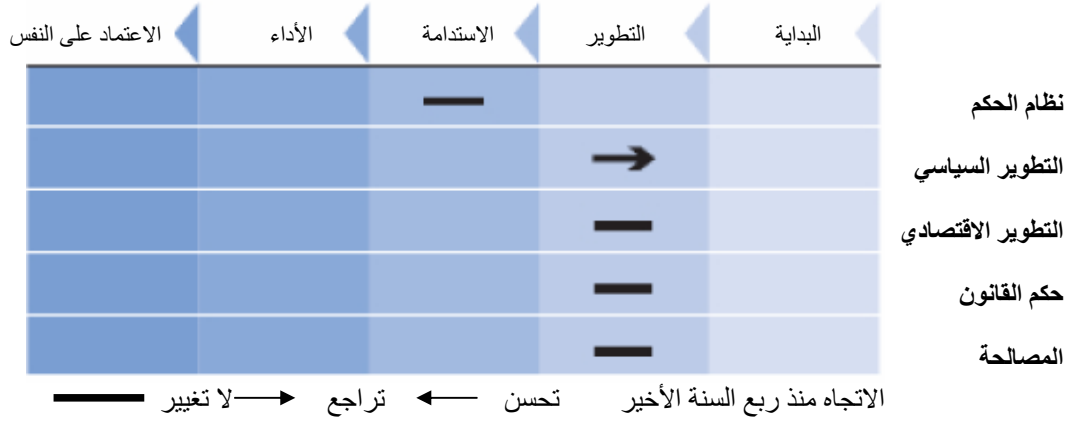 البداية التطوير الاستدامة الأداء الاعتماد على النفس
نظام الحكم
التطوير السياسي
التطوير الاقتصادي
حكم القانون
المصالحة
الاتجاه منذ ربع السنة الأخير تحسن تراجع لا تغيير